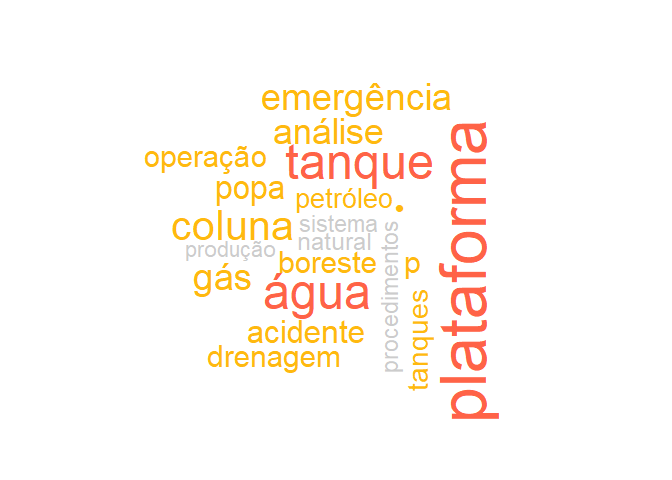 emergência
análise
operação
tanque
popa
petróleo
.
coluna
sistema
natural
produção
boreste
p
gás
água
procedimentos
tanques
plataforma
acidente
drenagem